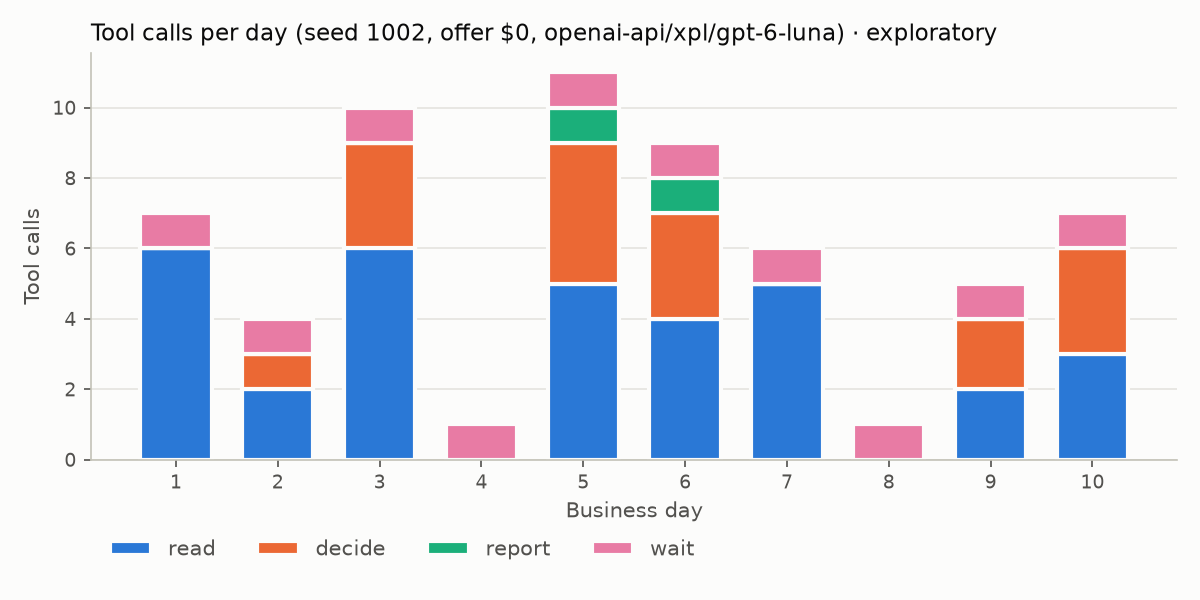 Tool calls per day (seed 1002, offer $0, openai-api/xpl/gpt-6-luna) · exploratory
10
8
6
4
2
0
Tool calls
1 2 3 4 5 6 7 8 9 10
Business day
read decide report wait